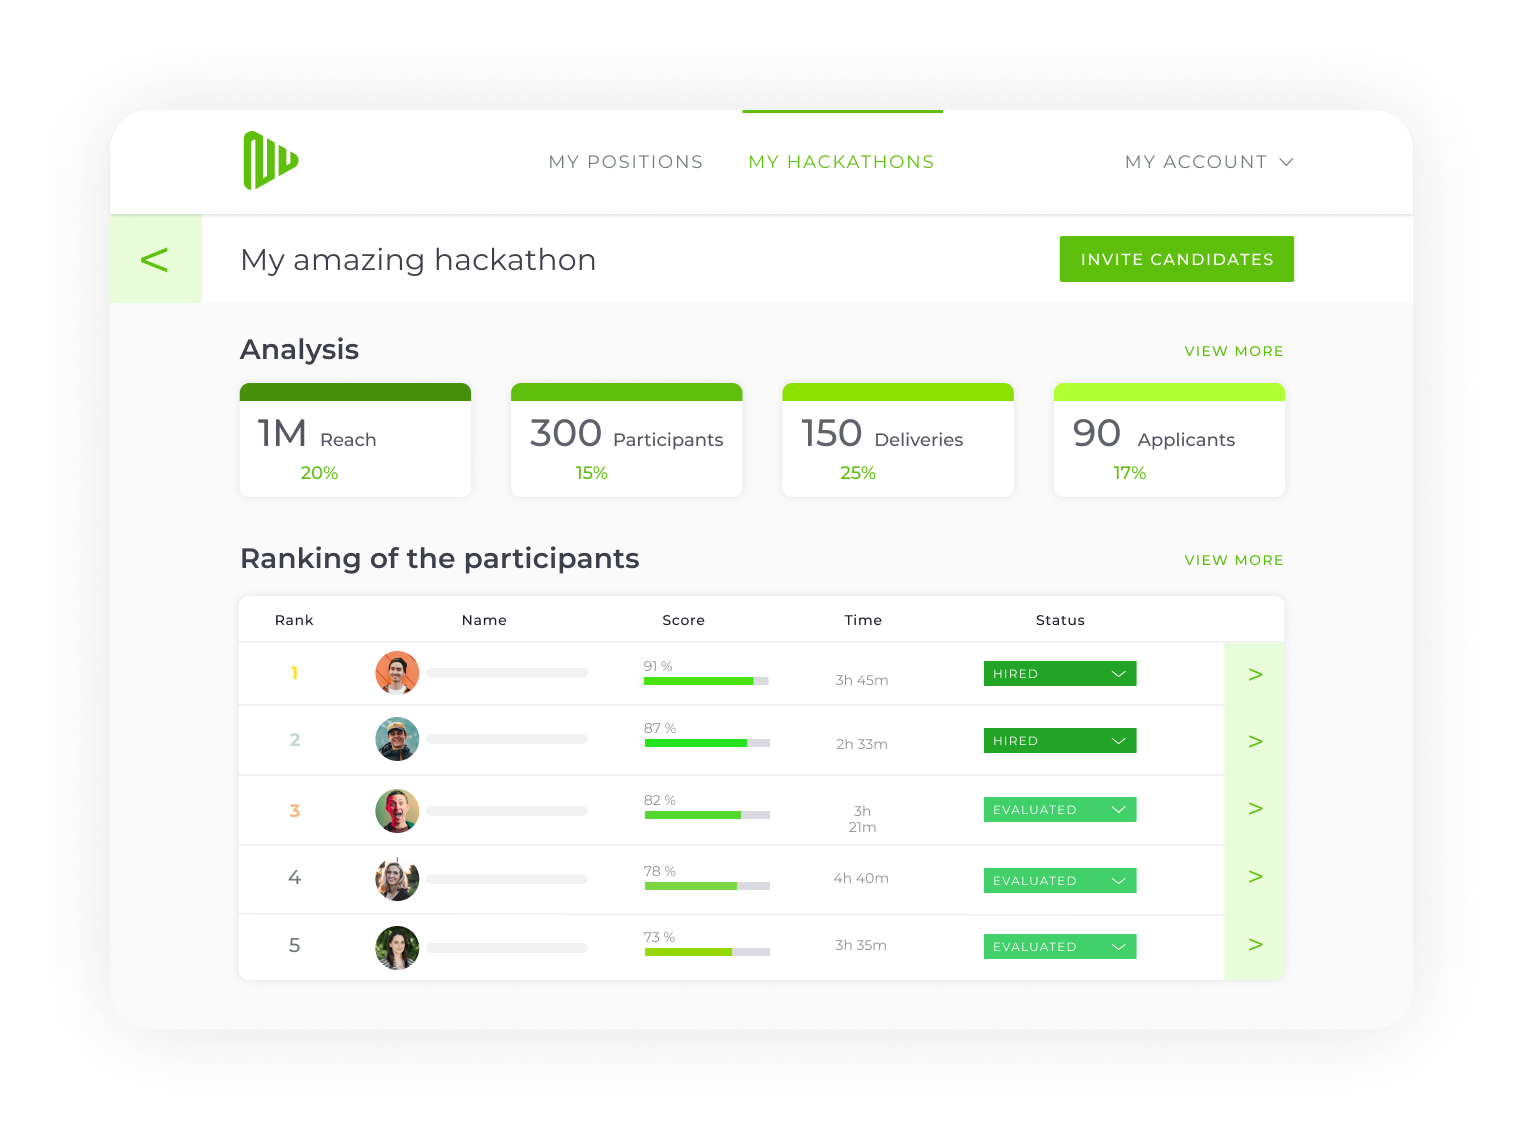 MY POSITIONS MY HACKATHONS MY ACCOUNT
< My amazing hackathon INVITE CANDIDATES
Analysis VIEW MORE
1M Reach
20%
300 Participants
15%
150 Deliveries
25%
90 Applicants
17%
Ranking of the participants VIEW MORE
Rank Name Score Time Status
1 91 % 3h 45m HIRED >
2 87 % 2h 33m HIRED >
3 82 % 3h 21m EVALUATED >
4 78 % 4h 40m EVALUATED >
5 73 % 3h 35m EVALUATED >